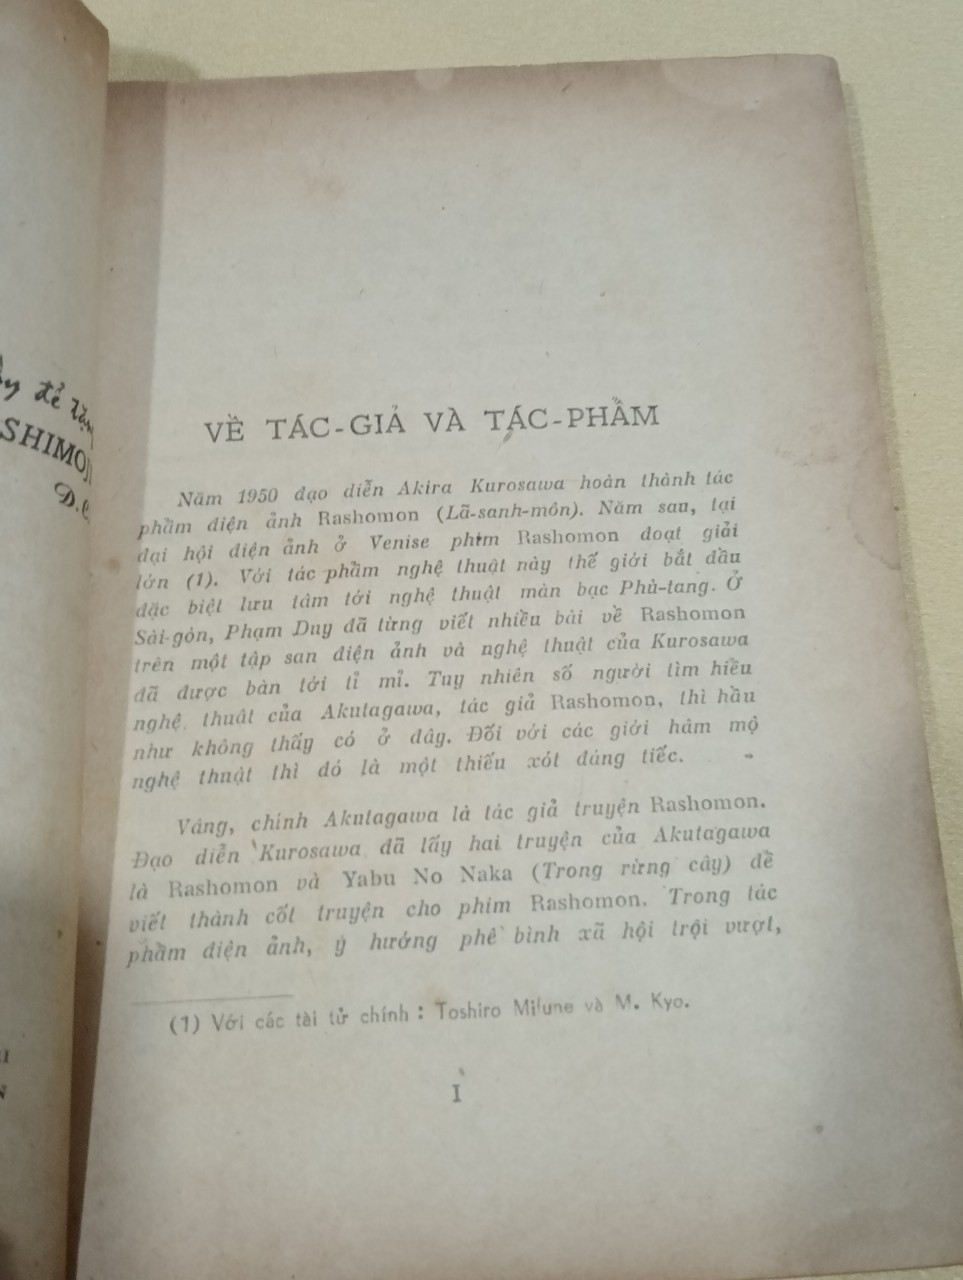 để
SHIMOJI
VỀ TÁC-GIẢ VÀ TÁC-PHẨM
Năm 1950 đạo diễn Akira Kurosawa hoàn thành tác
phẩm điện ảnh Rashomon (Lã-sanh-môn). Năm sau, tại
đại hội điện ảnh ở Venise phim Rashomon đoạt giải
lớn (1). Với tác phẩm nghệ thuật này thế giới bắt đầu
đặc biệt lưu tâm tới nghệ thuật màn bạc Phù-tang. Ở
Sài-gòn, Phạm Duy đã từng viết nhiều bài về Rashomon
trên một tập san điện ảnh và nghệ thuật của Kurosawa
đã được bàn tới tỉ mỉ. Tuy nhiên số người tìm hiểu
nghệ thuật của Akutagawa, tác giả Rashomon, thì hầu
như không thấy có ở đây. Đối với các giới hâm mộ
nghệ thuật thì đó là một thiếu xót đáng tiếc.
Vâng, chính Akutagawa là tác giả truyện Rashomon.
Đạo diễn Kurosawa đã lấy hai truyện của Akutagawa
là Rashomon và Yabu No Naka (Trong rừng cây) để
viết thành cốt truyện cho phim Rashomon. Trong tác
phẩm điện ảnh, ý hướng phê bình xã hội trội vượt,
(1) Với các tài tử chính : Toshiro Mifune và M. Kyo.
I